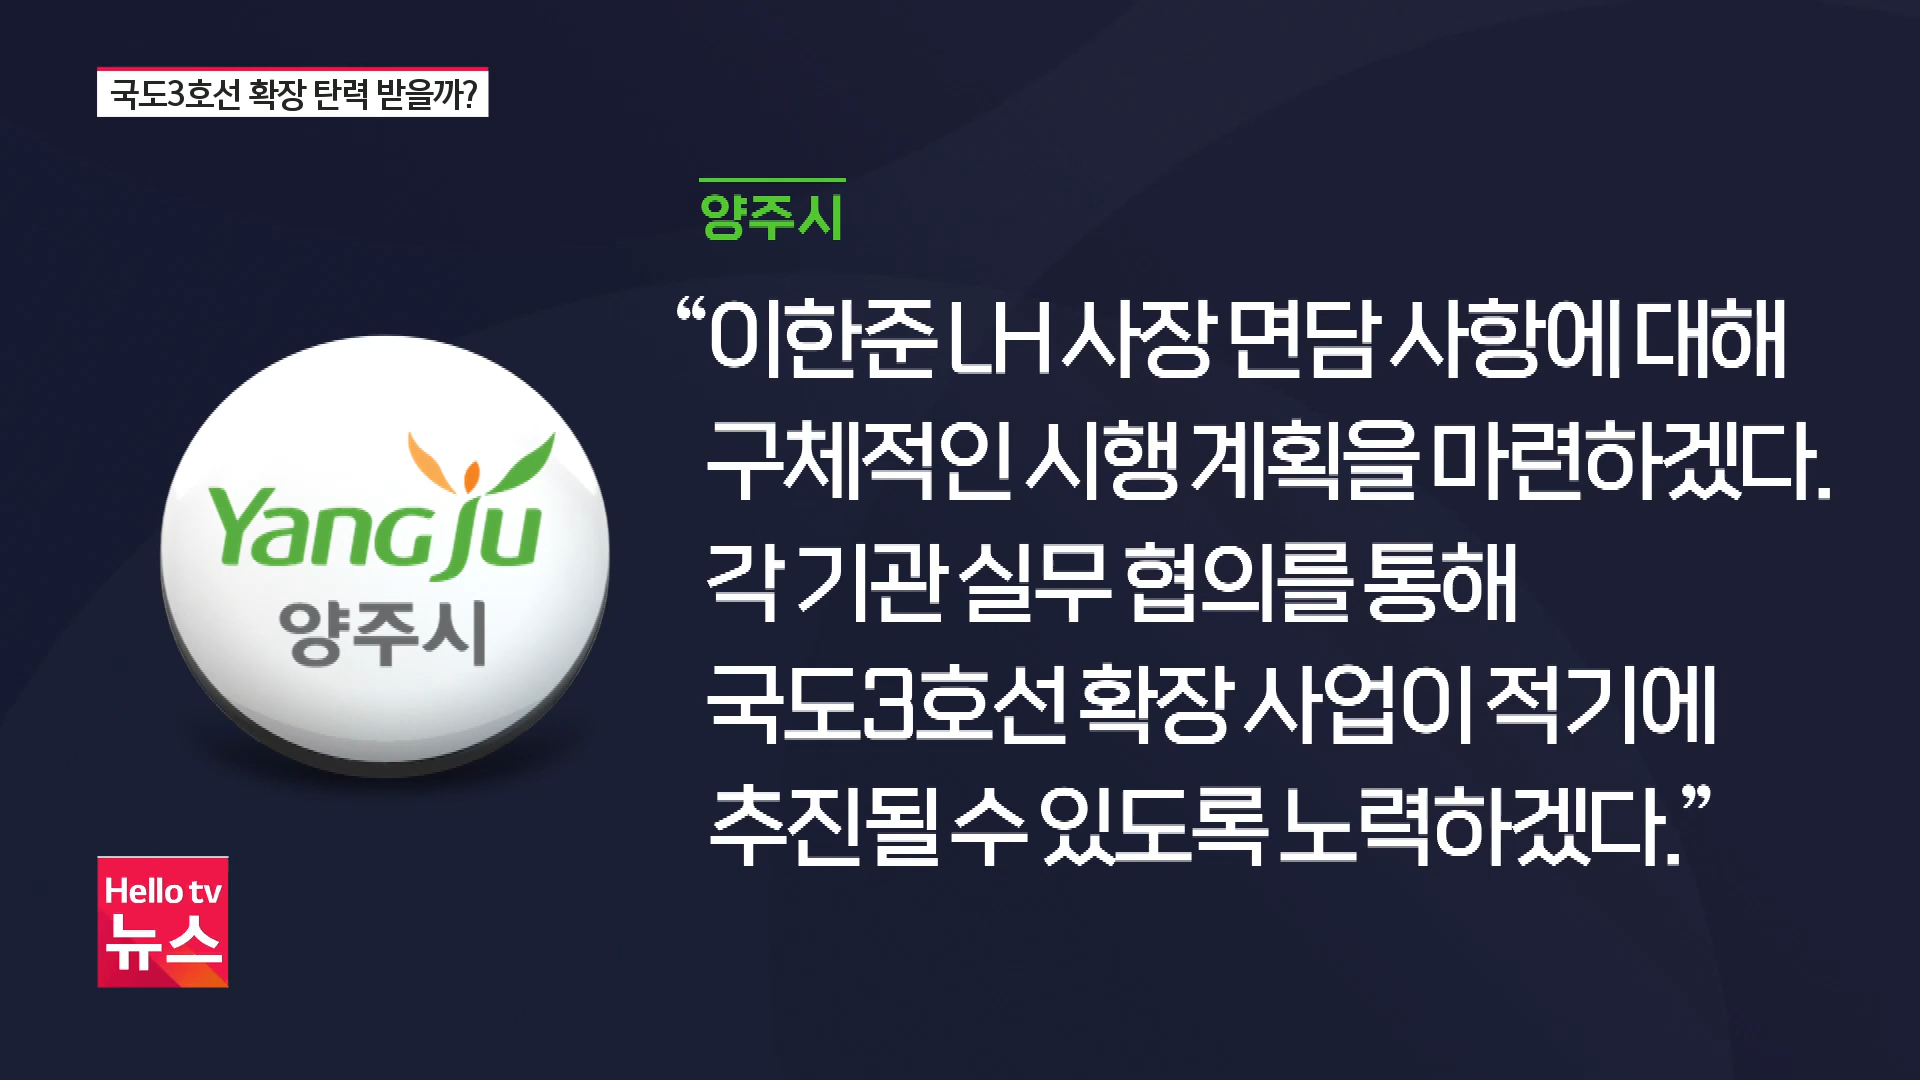 국도3호선 확장 탄력 받을까?
양주시
“이한준 LH 사장 면담 사항에 대해
구체적인 시행 계획을 마련하겠다.
각 기관 실무 협의를 통해
국도3호선 확장 사업이 적기에
추진될 수 있도록 노력하겠다.”
Yangju
양주시
Hello tv
뉴스